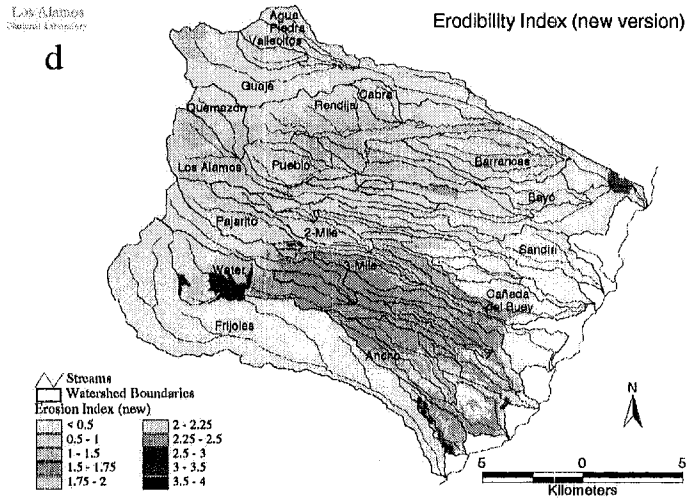 Los Alamos
National Laboratory
Erodibility Index (new version)
d
Agua
Piedra
Vallecitos
Guaje
Cabra
Rendija
Quemazon
Los Alamos
Pueblo
Barrancas
Bayo
Pajarito
2-Mile
Sandia
3-Mile
Water
Cañada
del Buey
Frijoles
Ancho
Streams
Watershed Boundaries
Erosion Index (new)
< 0.5
0.5 - 1
1 - 1.5
1.5 - 1.75
1.75 - 2
2 - 2.25
2.25 - 2.5
2.5 - 3
3 - 3.5
3.5 - 4
N
5 0 5
Kilometers